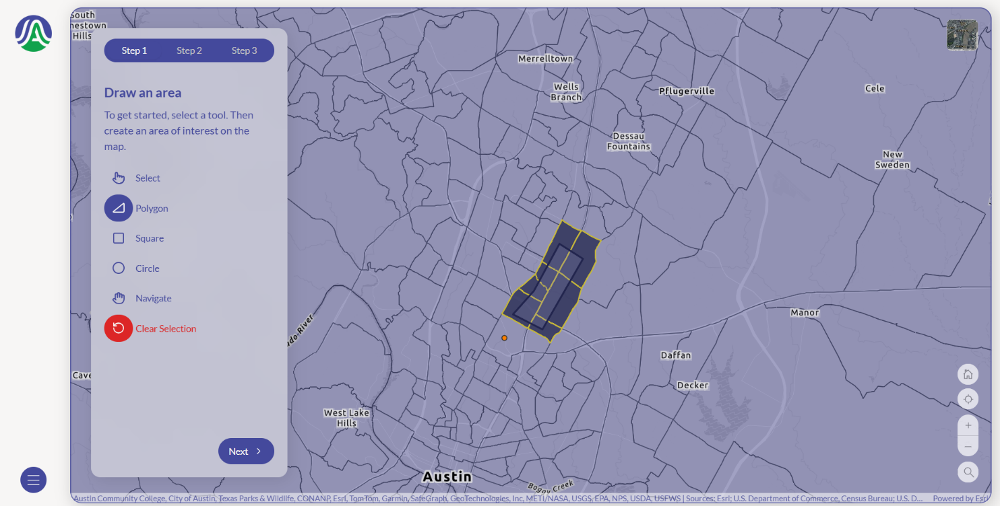 South
nestown
Hills
Step 1
Step 2
Step 3
Draw an area
To get started, select a tool. Then
create an area of interest on the
map.
Select
Polygon
Square
Circle
Navigate
Clear Selection
Next
Merrelltown
Wells
Branch
Pflugerville
Cele
Dessau
Fountains
New
Sweden
Manor
ado River
Daffan
Decker
Cave
West Lake
Hills
Austin
Boggy Creek
Austin Community College, City of Austin, Texas Parks & Wildlife, CONANP, Esri, TomTom, Garmin, SafeGraph, GeoTechnologies, Inc, METI/NASA, USGS, EPA, NPS, USDA, USFWS | Sources: Esri; U.S. Department of Commerce, Census Bureau; U.S. D...
Powered by Esri